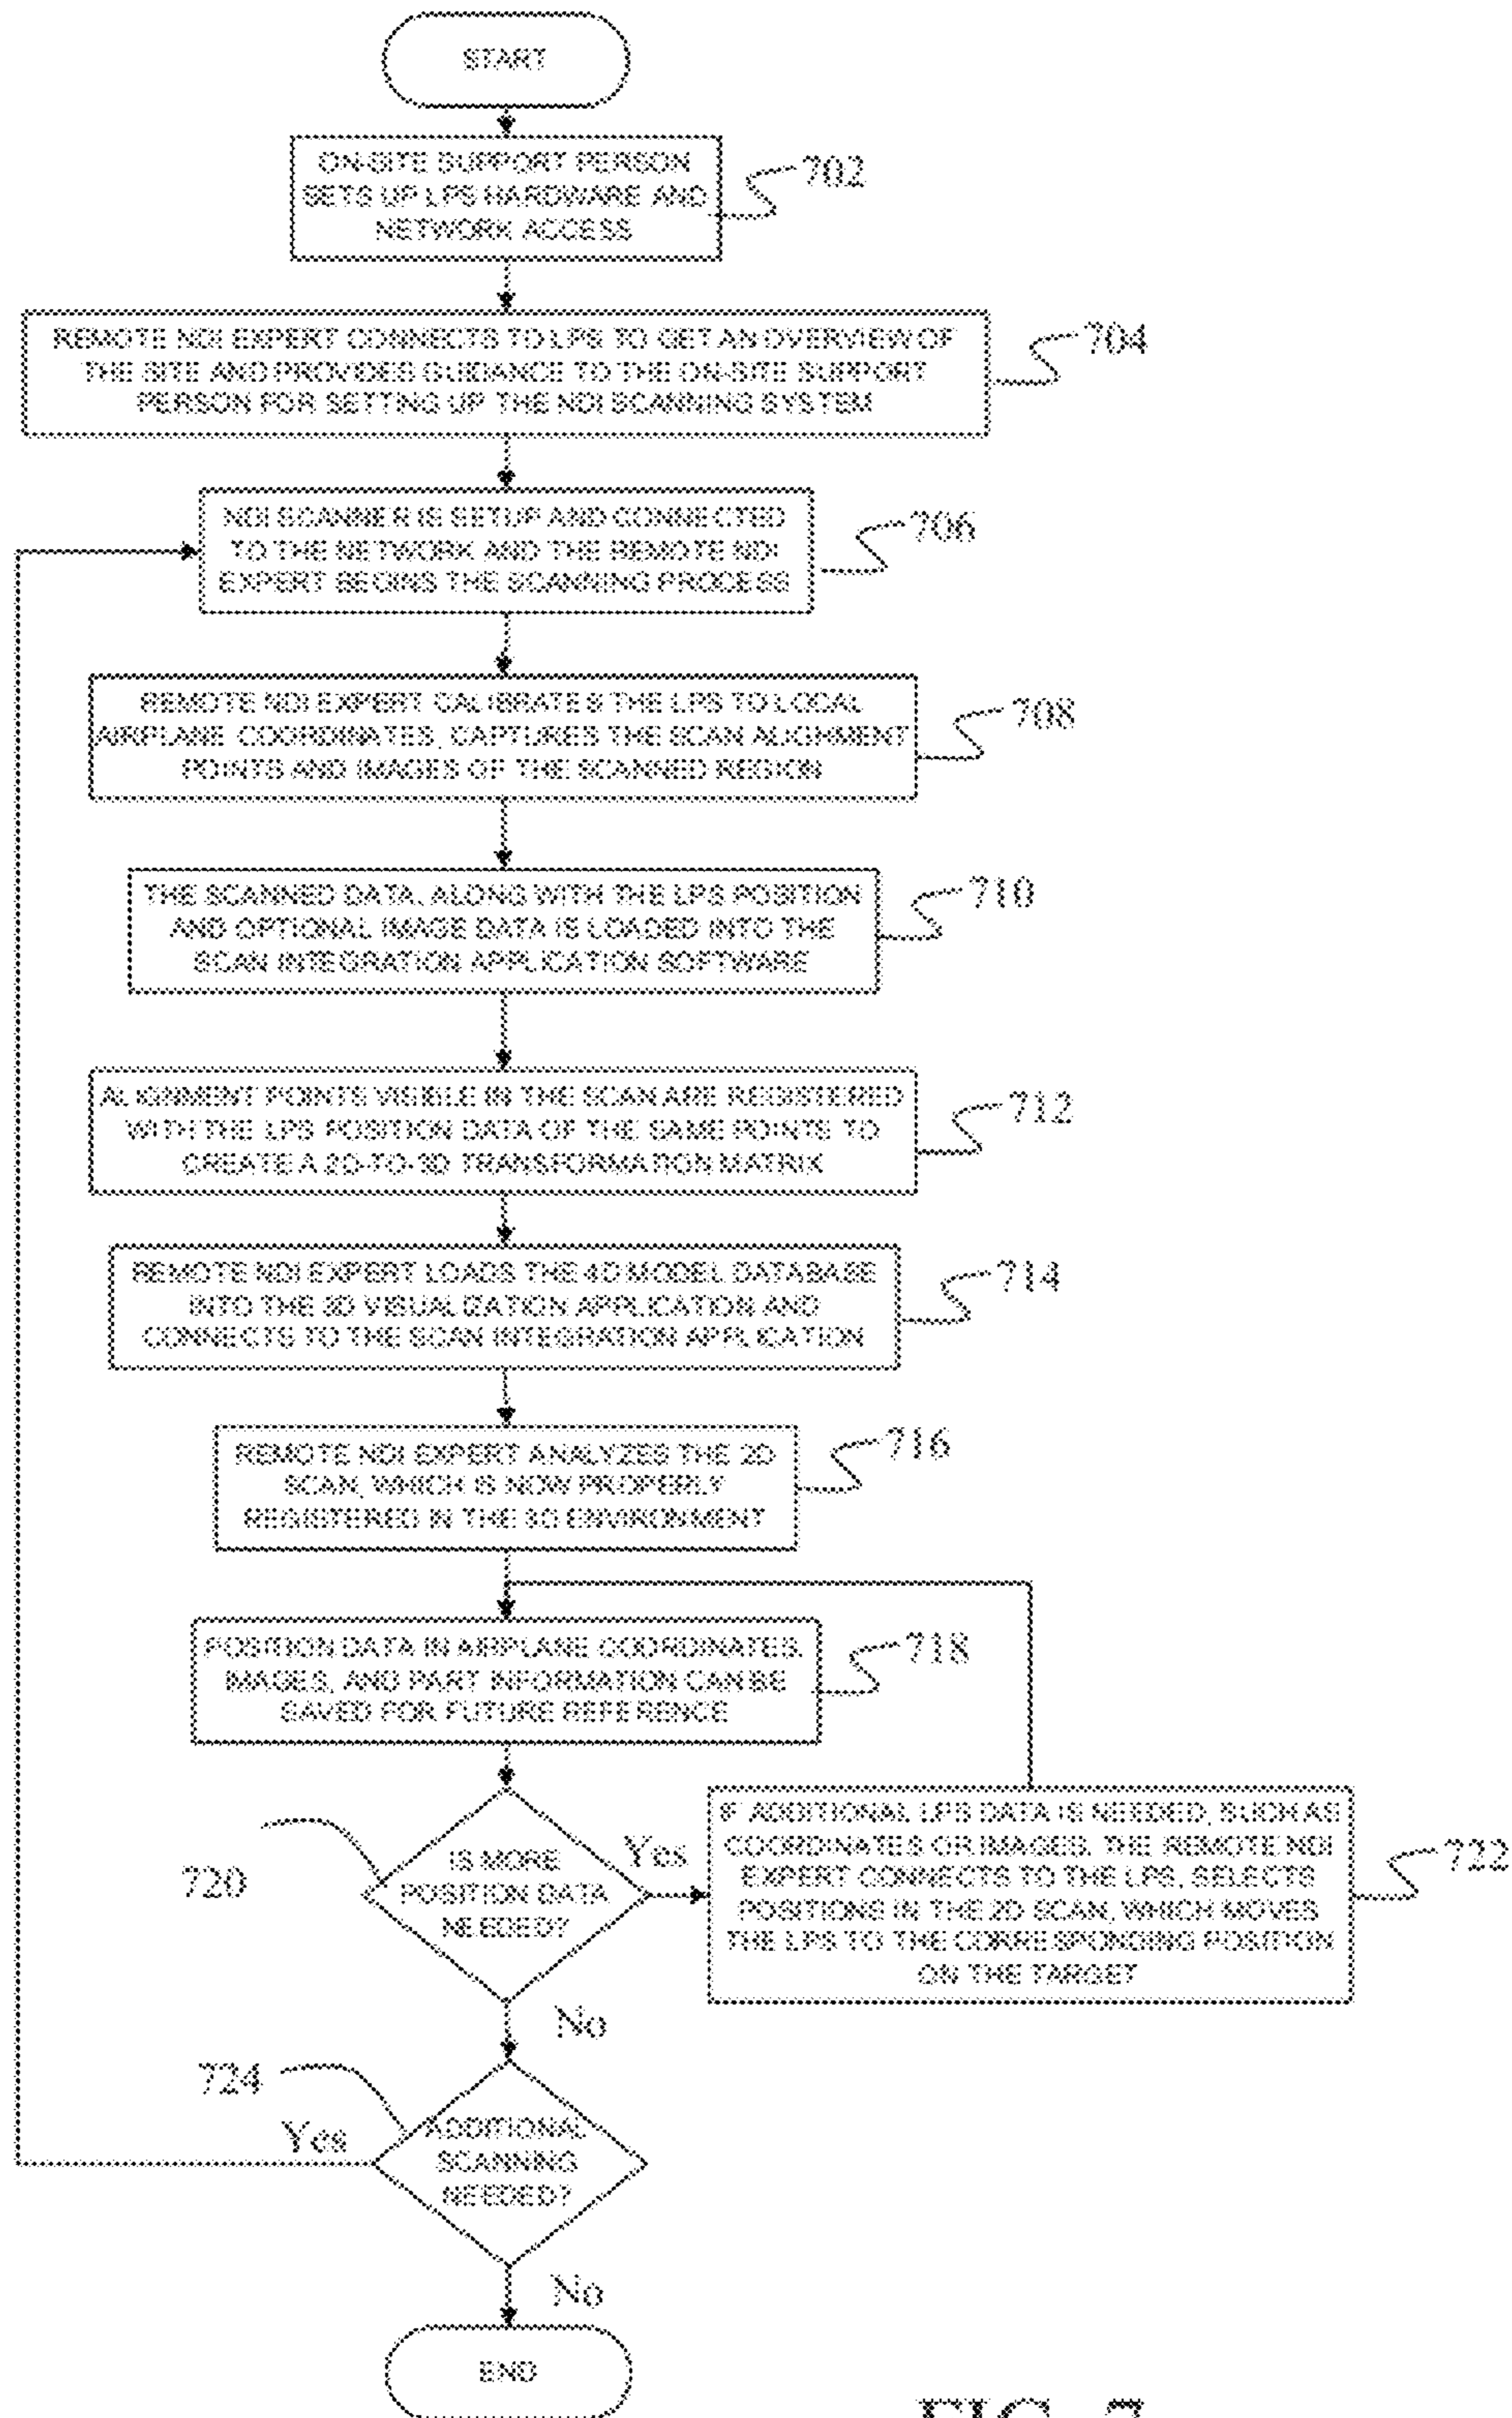 START
ON-SITE SUPPORT PERSON
SETS UP LPS HARDWARE AND
NETWORK ACCESS
702
REMOTE NDI EXPERT CONNECTS TO LPS TO GET AN OVERVIEW OF
THE SITE AND PROVIDES GUIDANCE TO THE ON-SITE SUPPORT
PERSON FOR SETTING UP THE NDI SCANNING SYSTEM
704
NDI SCANNER IS SETUP AND CONNECTED
TO THE NETWORK AND THE REMOTE NDI
EXPERT BEGINS THE SCANNING PROCESS
706
REMOTE NDI EXPERT CALIBRATES THE LPS TO LOCAL
AIRPLANE COORDINATES, CAPTURES THE SCAN ALIGNMENT
POINTS AND IMAGES OF THE SCANNED REGION
708
THE SCANNED DATA, ALONG WITH THE LPS POSITION
AND OPTIONAL IMAGE DATA IS LOADED INTO THE
SCAN INTEGRATION APPLICATION SOFTWARE
710
ALIGNMENT POINTS VISIBLE IN THE SCAN ARE REGISTERED
WITH THE LPS POSITION DATA OF THE SAME POINTS TO
CREATE A 2D-TO-3D TRANSFORMATION MATRIX
712
REMOTE NDI EXPERT LOADS THE 4D MODEL DATABASE
INTO THE 3D VISUALIZATION APPLICATION AND
CONNECTS TO THE SCAN INTEGRATION APPLICATION
714
REMOTE NDI EXPERT ANALYZES THE 2D
SCAN, WHICH IS NOW PROPERLY
REGISTERED IN THE 3D ENVIRONMENT
716
POSITION DATA IN AIRPLANE COORDINATES,
IMAGES, AND PART INFORMATION CAN BE
SAVED FOR FUTURE REFERENCE
718
IS MORE
POSITION DATA
NEEDED?
720
Yes
IF ADDITIONAL LPS DATA IS NEEDED, SUCH AS
COORDINATES OR IMAGES, THE REMOTE NDI
EXPERT CONNECTS TO THE LPS, SELECTS
POSITIONS IN THE 2D SCAN, WHICH MOVES
THE LPS TO THE CORRESPONDING POSITION
ON THE TARGET
722
No
724
Yes
ADDITIONAL
SCANNING
NEEDED?
No
END
FIG. 7